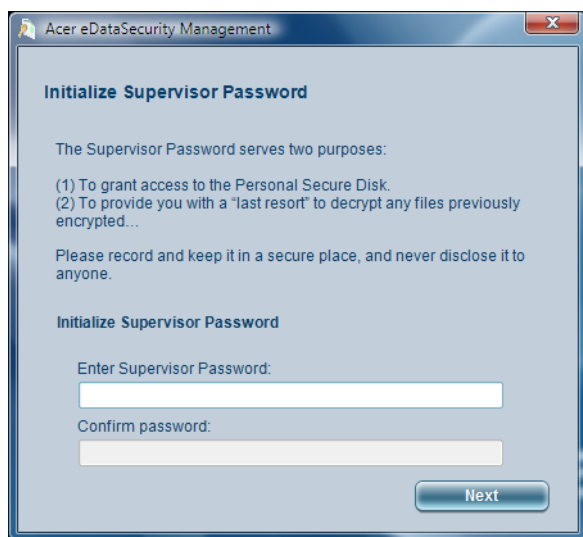 Acer eDataSecurity Management
Initialize Supervisor Password
The Supervisor Password serves two purposes:
(1) To grant access to the Personal Secure Disk.
(2) To provide you with a “last resort” to decrypt any files previously
encrypted...
Please record and keep it in a secure place, and never disclose it to
anyone.
Initialize Supervisor Password
Enter Supervisor Password:
Confirm password:
Next